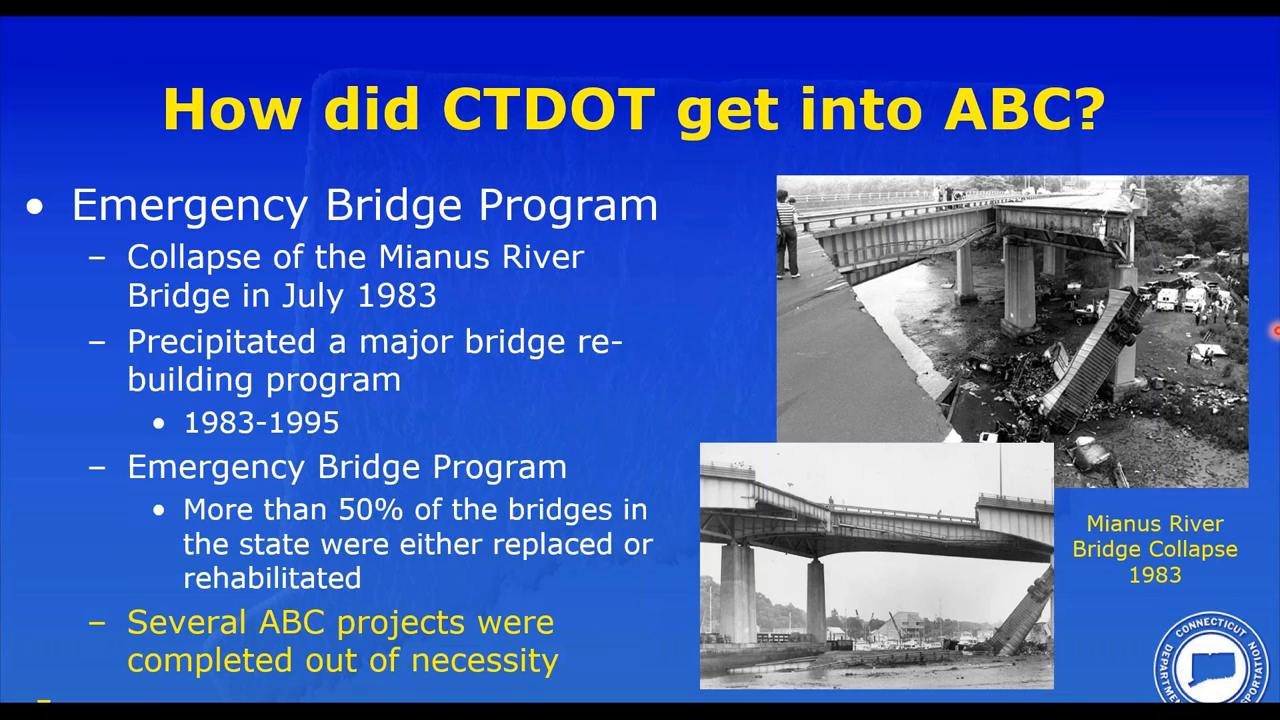 How did CTDOT get into ABC?
• Emergency Bridge Program
– Collapse of the Mianus River
Bridge in July 1983
– Precipitated a major bridge re-
building program
• 1983-1995
– Emergency Bridge Program
• More than 50% of the bridges in
the state were either replaced or
rehabilitated
– Several ABC projects were
completed out of necessity
Mianus River
Bridge Collapse
1983
CONNECTICUT